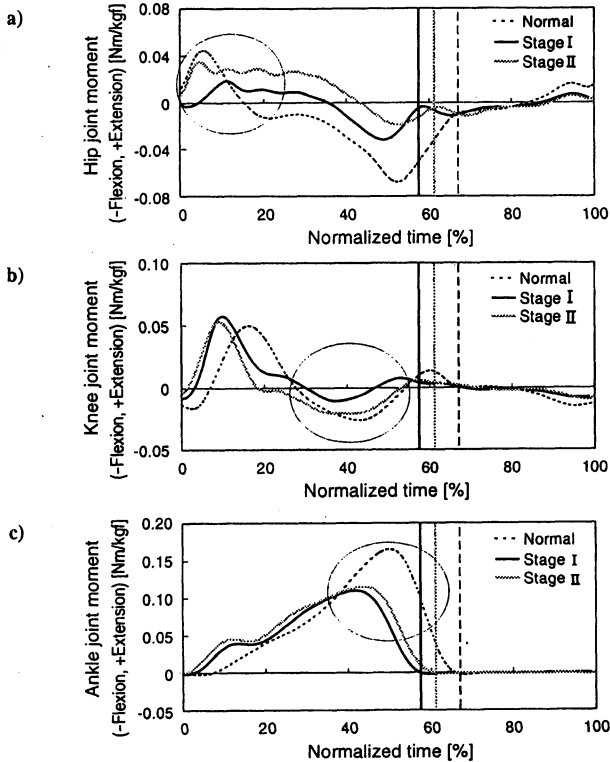 a)
Hip joint moment
(−Flexion, +Extension) [Nm/kgf]
0.08
0.04
0
-0.04
-0.08
Normal
Stage I
Stage II
0 20 40 60 80 100
Normalized time [%]
b)
Knee joint moment
(−Flexion, +Extension) [Nm/kgf]
0.10
0.05
0
-0.05
Normal
Stage I
Stage II
0 20 40 60 80 100
Normalized time [%]
c)
Ankle joint moment
(−Flexion, +Extension) [Nm/kgf]
0.20
0.15
0.10
0.05
0
-0.05
Normal
Stage I
Stage II
0 20 40 60 80 100
Normalized time [%]